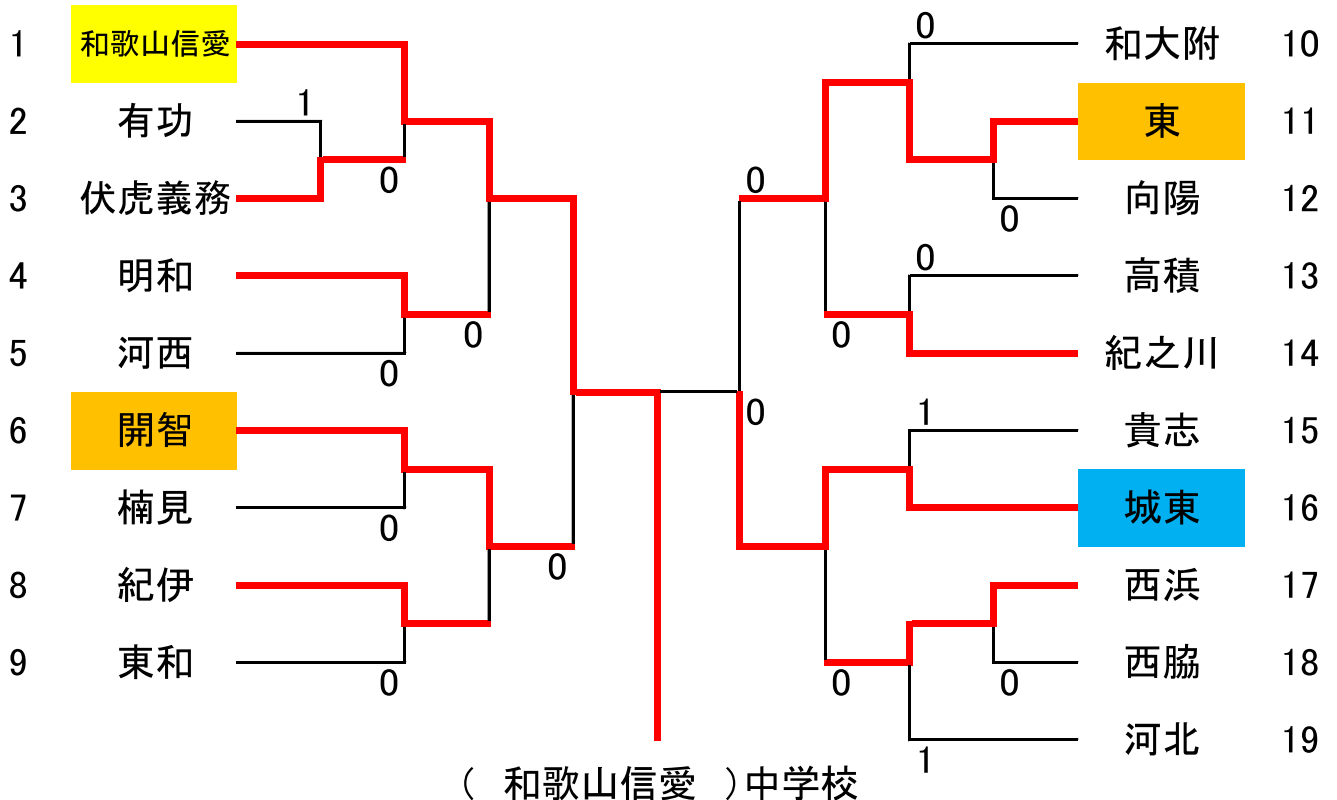 1 和歌山信愛
2 有功 1
3 伏虎義務 0
4 明和
5 河西 0
0
6 開智
7 楠見 0
8 紀伊 0
9 東和 0
0 和大附 10
東 11
0 向陽 12
0
0 高積 13
0 紀之川 14
0
1 貴志 15
城東 16
西浜 17
0 0 西脇 18
1 河北 19
( 和歌山信愛 )中学校